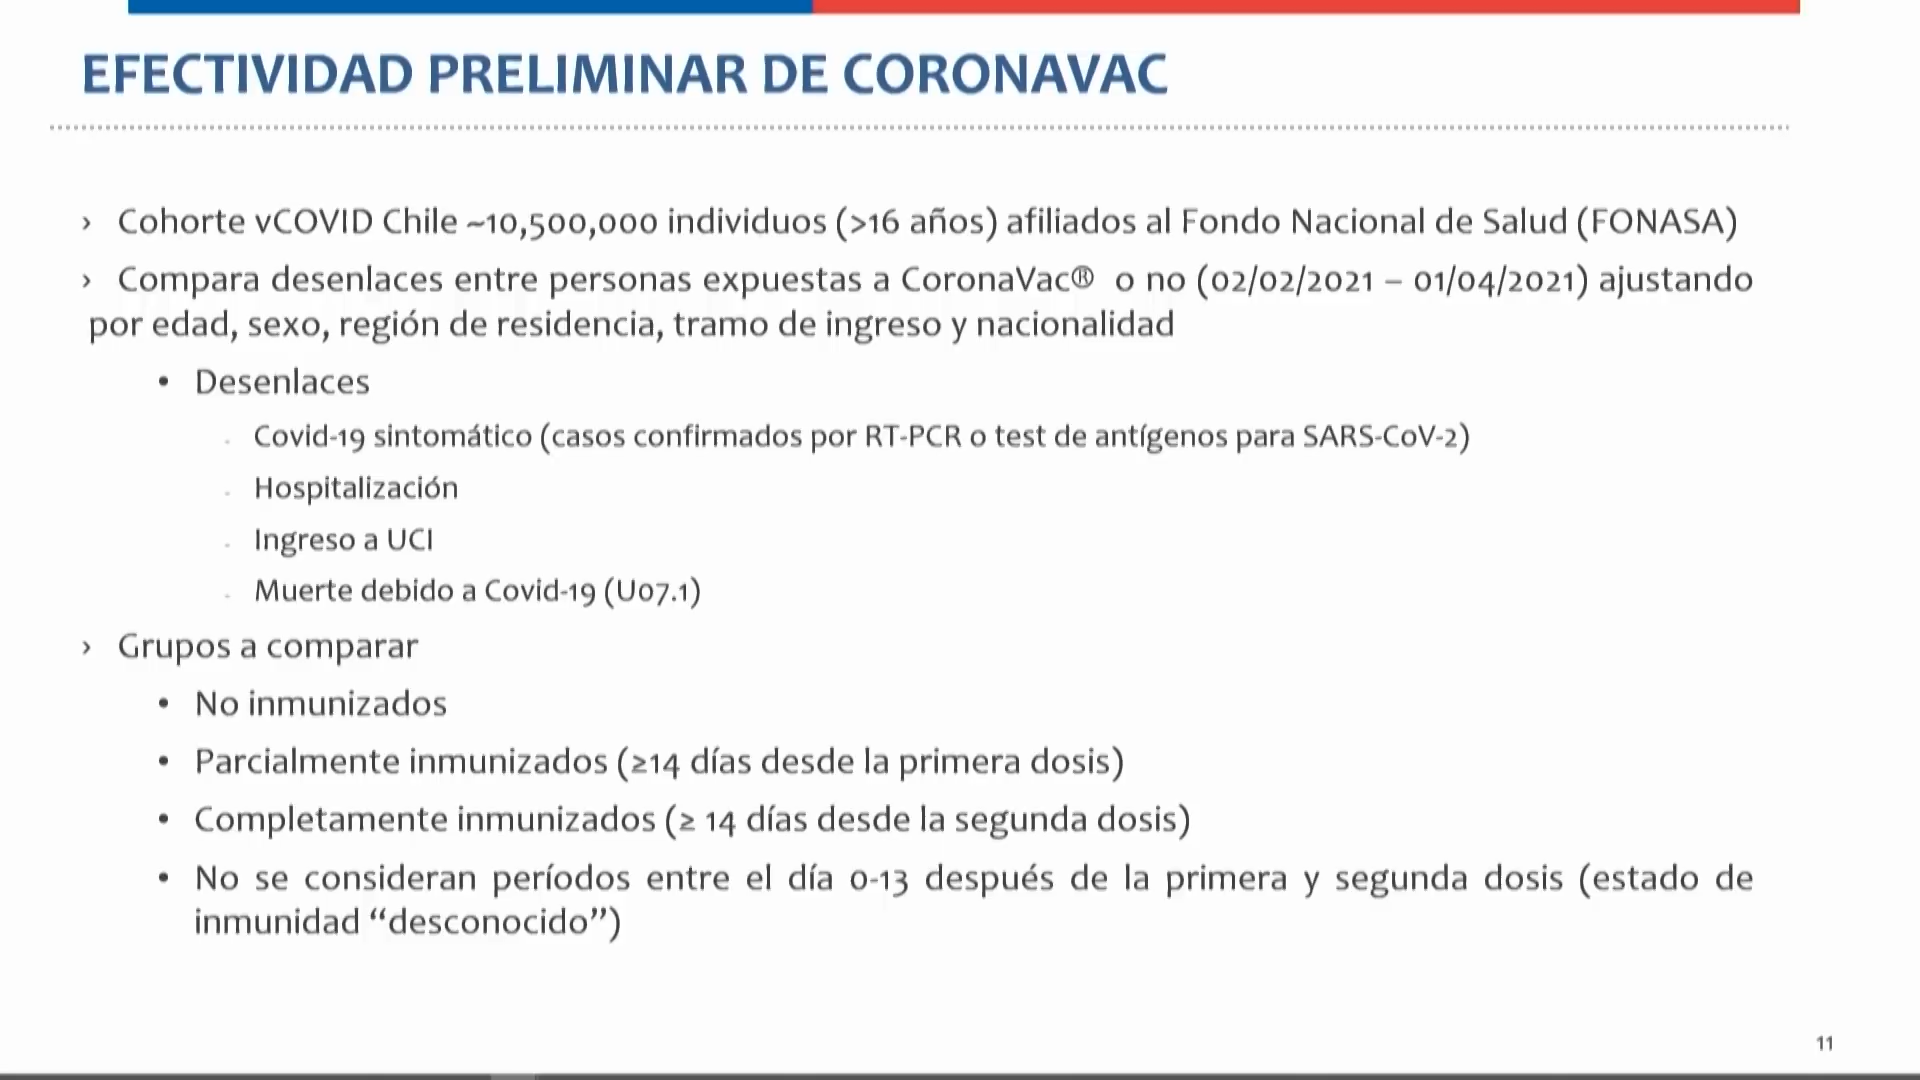 EFECTIVIDAD PRELIMINAR DE CORONAVAC
› Cohorte vCOVID Chile ~10,500,000 individuos (>16 años) afiliados al Fondo Nacional de Salud (FONASA)
› Compara desenlaces entre personas expuestas a CoronaVac® o no (02/02/2021 – 01/04/2021) ajustando
por edad, sexo, región de residencia, tramo de ingreso y nacionalidad
• Desenlaces
- Covid-19 sintomático (casos confirmados por RT-PCR o test de antígenos para SARS-CoV-2)
- Hospitalización
- Ingreso a UCI
- Muerte debido a Covid-19 (U07.1)
› Grupos a comparar
• No inmunizados
• Parcialmente inmunizados (≥14 días desde la primera dosis)
• Completamente inmunizados (≥ 14 días desde la segunda dosis)
• No se consideran períodos entre el día 0-13 después de la primera y segunda dosis (estado de
inmunidad “desconocido”)
11